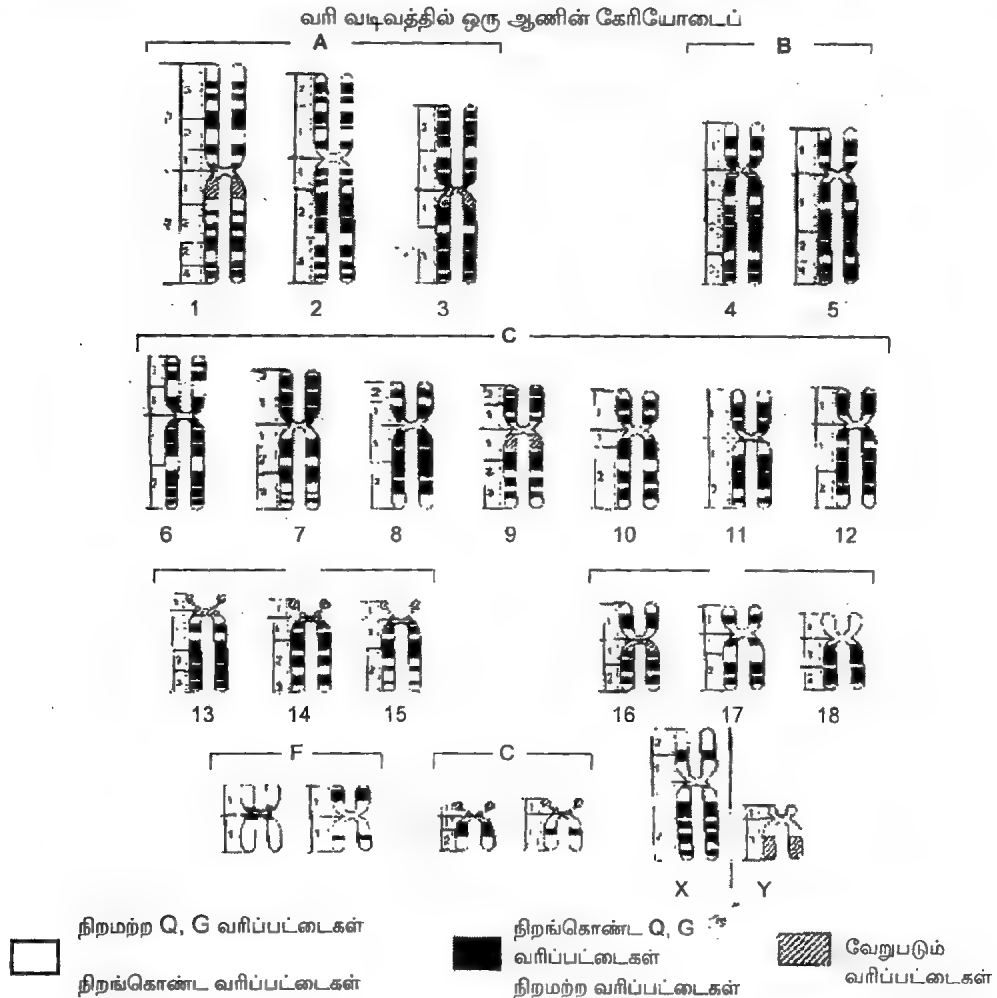 வரி வடிவத்தில் ஒரு ஆணின் கேரியோடைப்
A B
1 2 3 4 5
C
6 7 8 9 10 11 12
13 14 15 16 17 18
F C
X Y
நிறமற்ற Q, G வரிப்பட்டைகள்
நிறங்கொண்ட வரிப்பட்டைகள்
நிறங்கொண்ட Q, G
வரிப்பட்டைகள்
நிறமற்ற வரிப்பட்டைகள்
வேறுபடும்
வரிப்பட்டைகள்